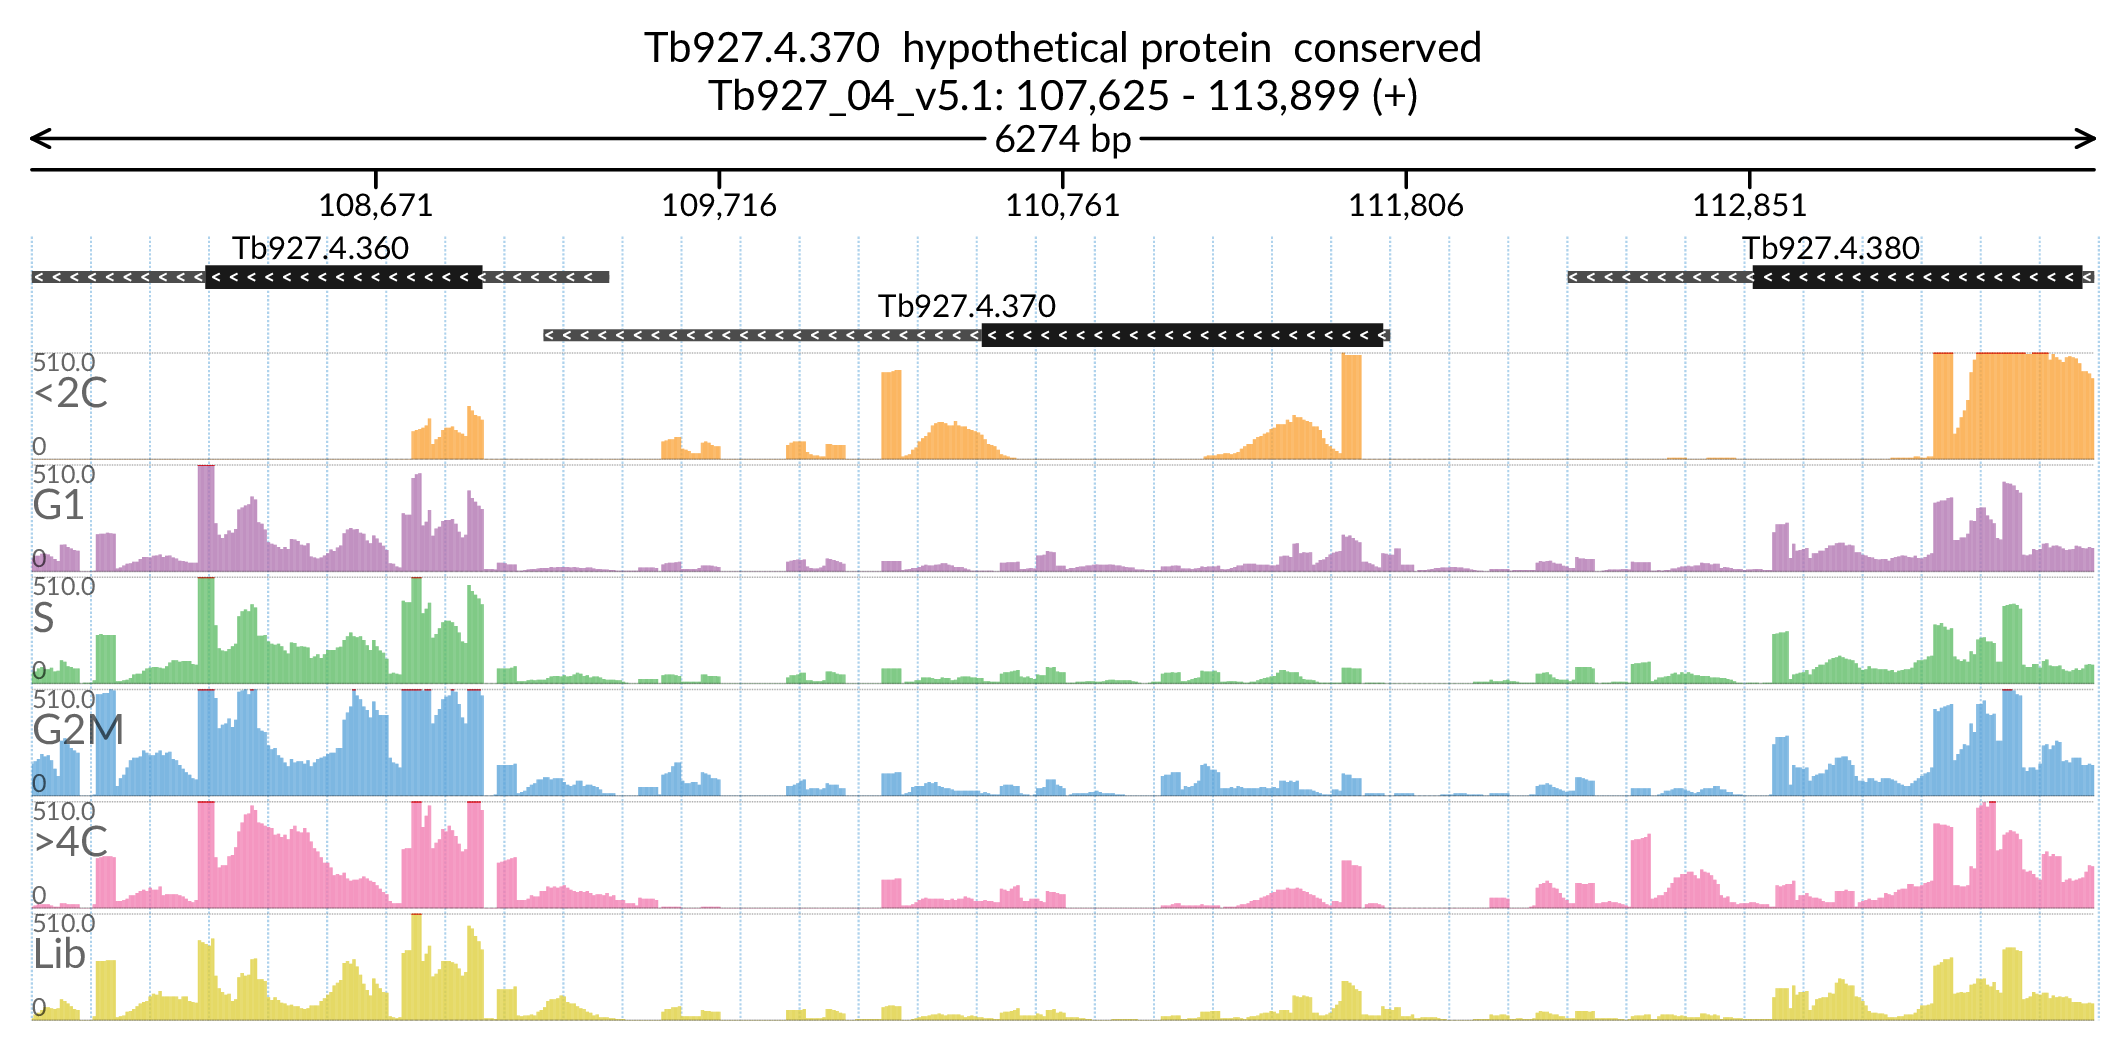 Tb927.4.370  hypothetical protein  conserved
Tb927_04_v5.1: 107,625 - 113,899 (+)
6274 bp
108,671 109,716 110,761 111,806 112,851
Tb927.4.360 Tb927.4.380
Tb927.4.370
510.0
<2C
0
510.0
G1
0
510.0
S
0
510.0
G2M
0
510.0
>4C
0
510.0
Lib
0